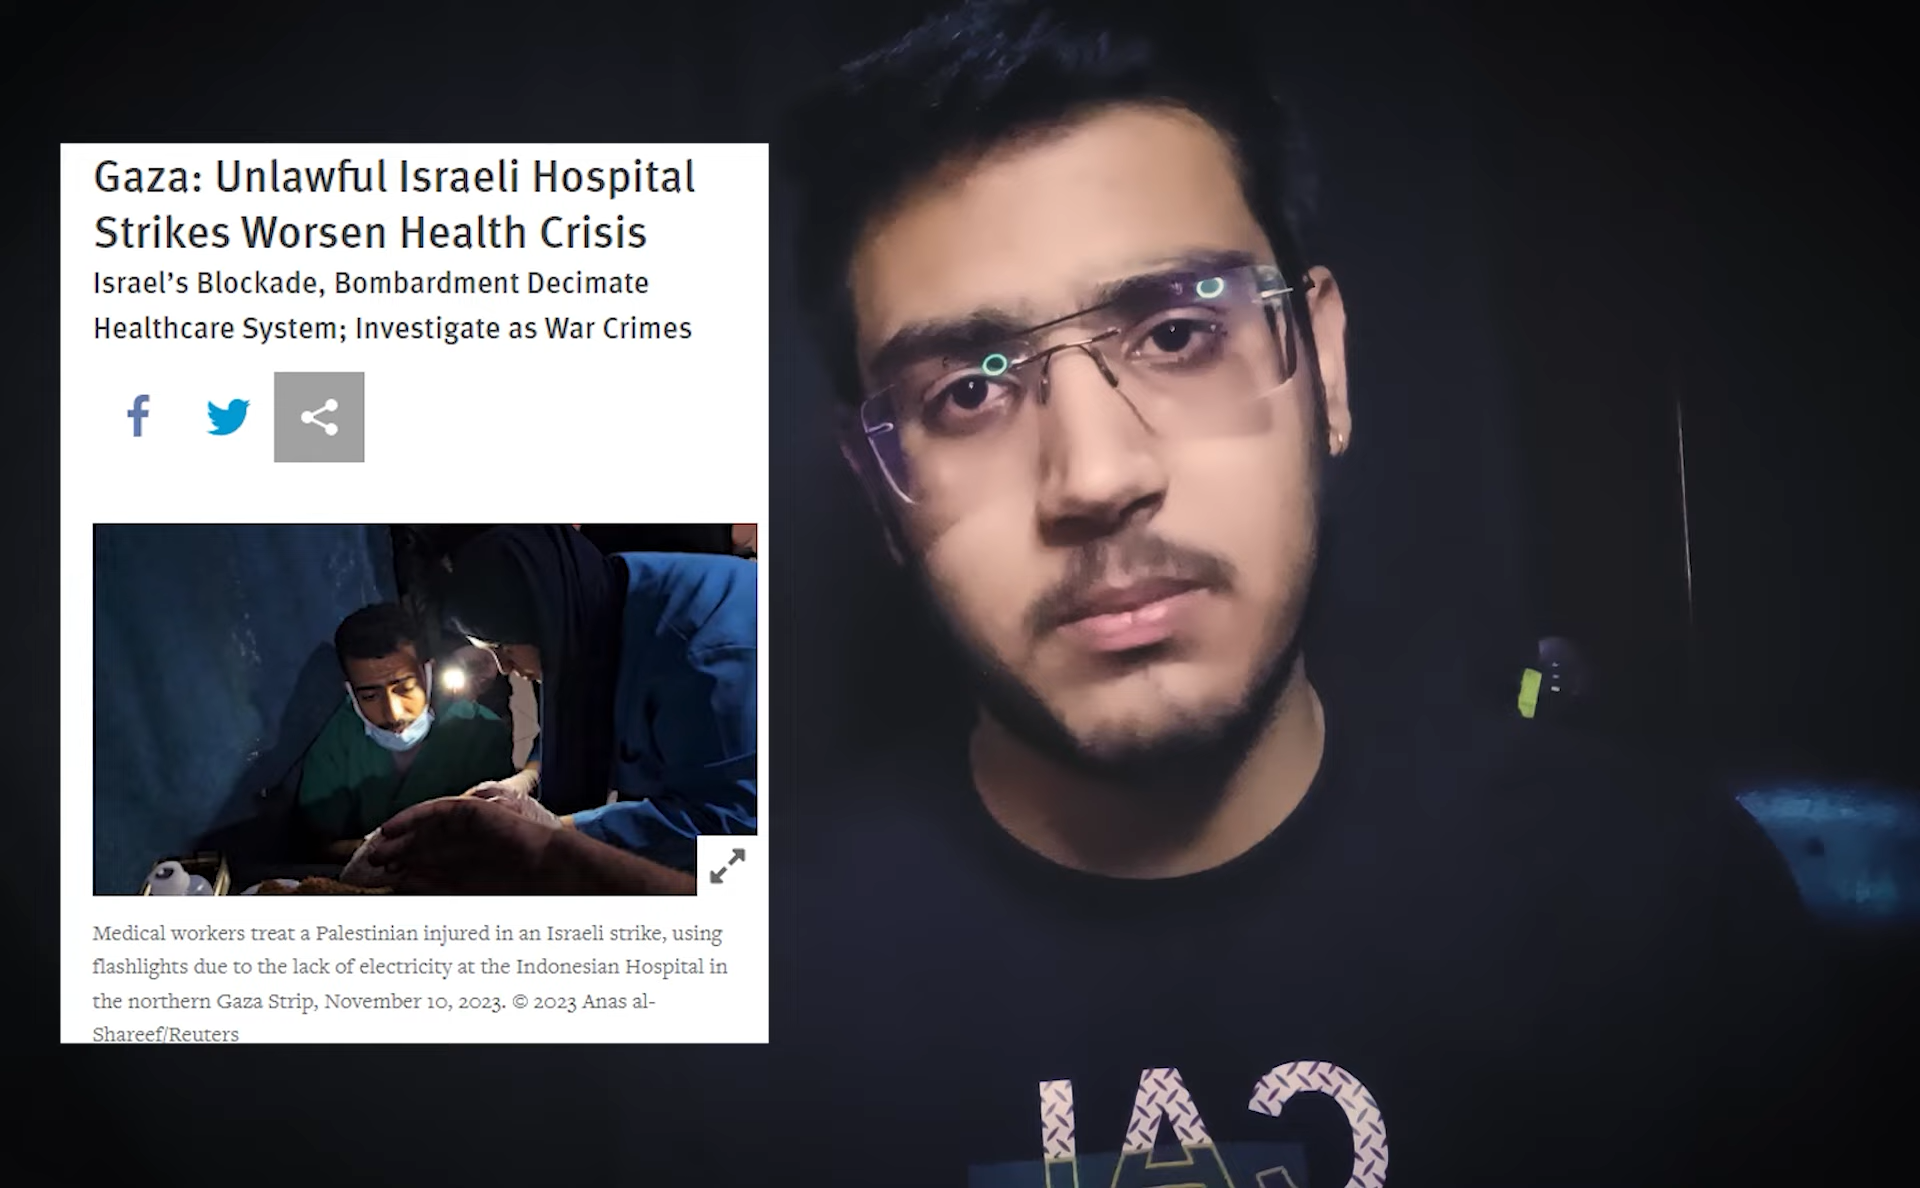 Gaza: Unlawful Israeli Hospital
Strikes Worsen Health Crisis
Israel's Blockade, Bombardment Decimate
Healthcare System; Investigate as War Crimes
Medical workers treat a Palestinian injured in an Israeli strike, using
flashlights due to the lack of electricity at the Indonesian Hospital in
the northern Gaza Strip, November 10, 2023. © 2023 Anas al-
Shareef/Reuters